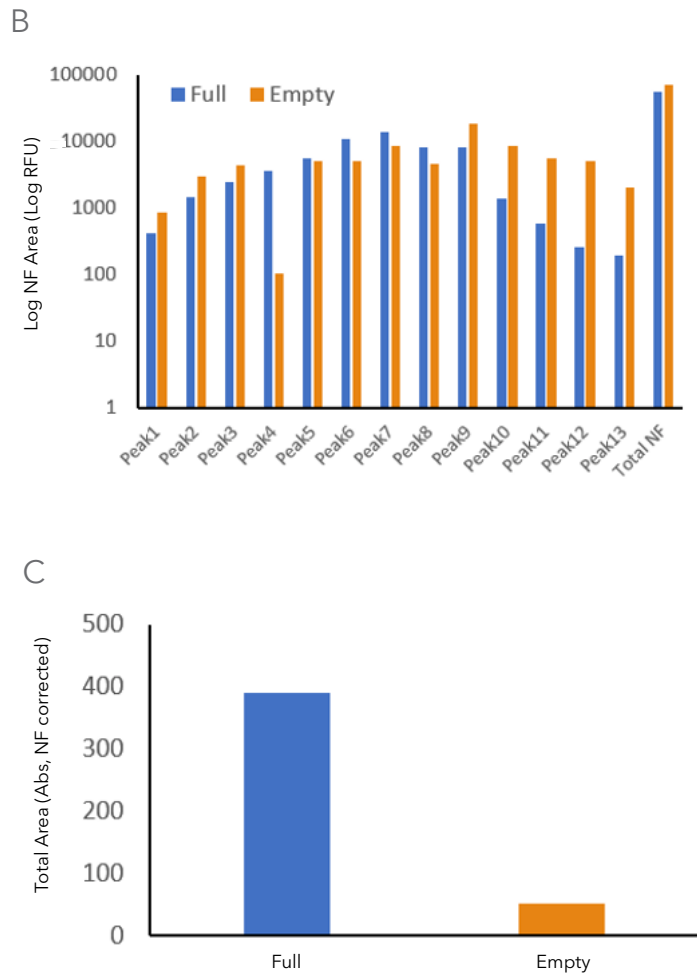 B
100000
10000
1000
100
10
1
Log NF Area (Log RFU)
Full Empty
Peak1 Peak2 Peak3 Peak4 Peak5 Peak6 Peak7 Peak8 Peak9 Peak10 Peak11 Peak12 Peak13 Total NF
C
500
400
300
200
100
0
Total Area (Abs, NF corrected)
Full Empty